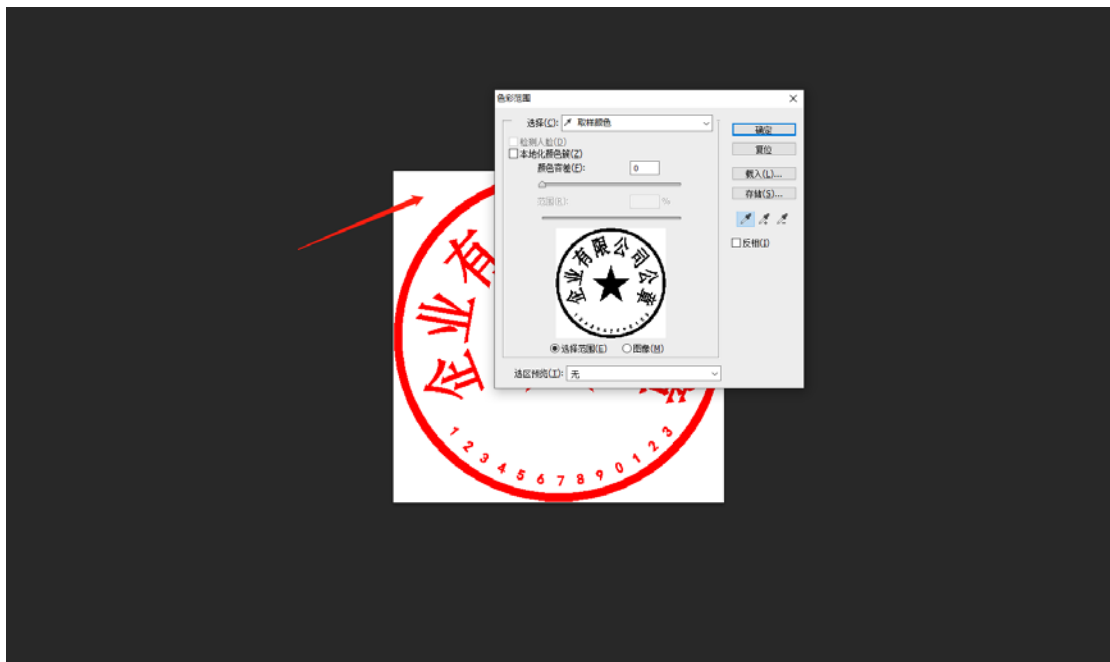 色彩范围
选择(C): 取样颜色
检测人脸(D)
本地化颜色簇(Z)
颜色容差(F): 0
范围(R): %
企业有限公司公章
1234567890123
选择范围(E) 图像(M)
选区预览(T): 无
确定
复位
载入(L)...
存储(S)...
反相(I)
企业有
1234567890123